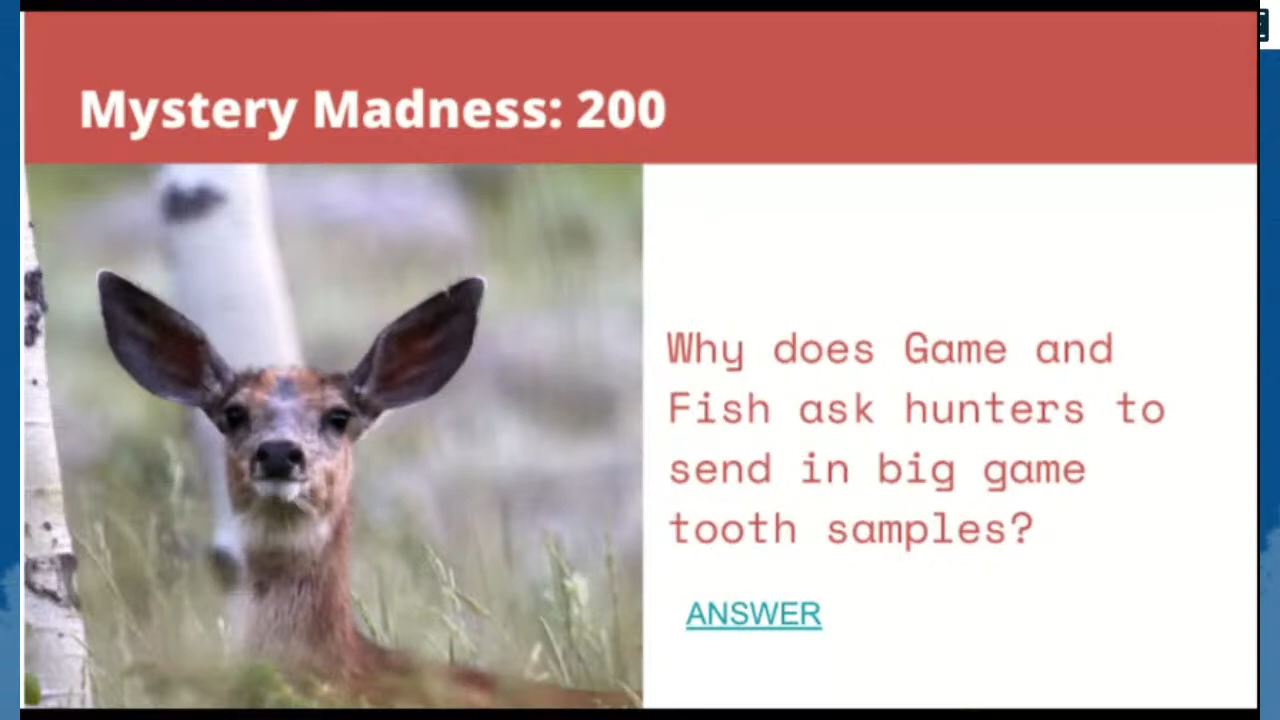 Mystery Madness: 200
Why does Game and
Fish ask hunters to
send in big game
tooth samples?
ANSWER